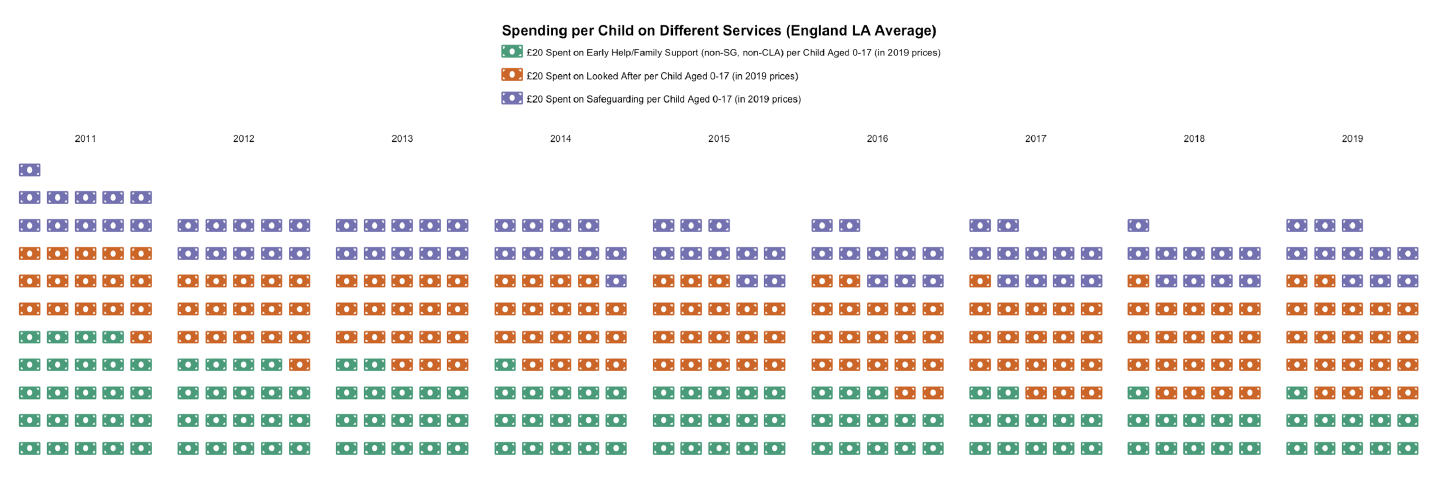 Spending per Child on Different Services (England LA Average)
£20 Spent on Early Help/Family Support (non-SG, non-CLA) per Child Aged 0-17 (in 2019 prices)
£20 Spent on Looked After per Child Aged 0-17 (in 2019 prices)
£20 Spent on Safeguarding per Child Aged 0-17 (in 2019 prices)
2011 2012 2013 2014 2015 2016 2017 2018 2019